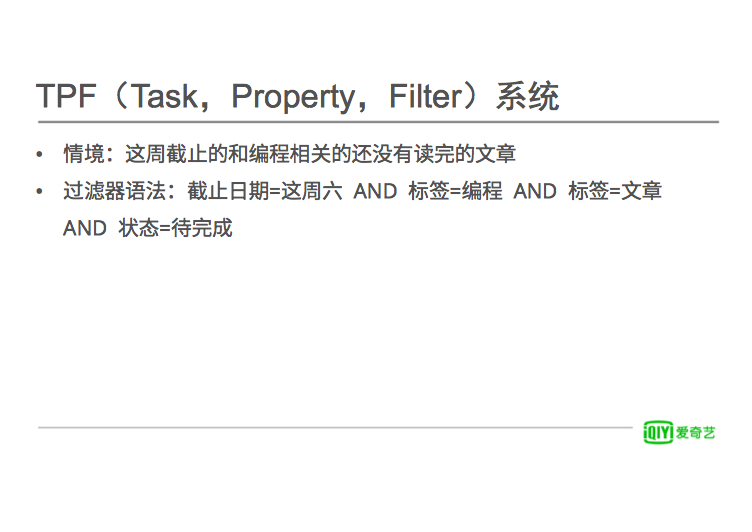 TPF（Task，Property，Filter）系统
• 情境：这周截止的和编程相关的还没有读完的文章
• 过滤器语法：截止日期=这周六 AND 标签=编程 AND 标签=文章
AND 状态=待完成
iQIYI 爱奇艺